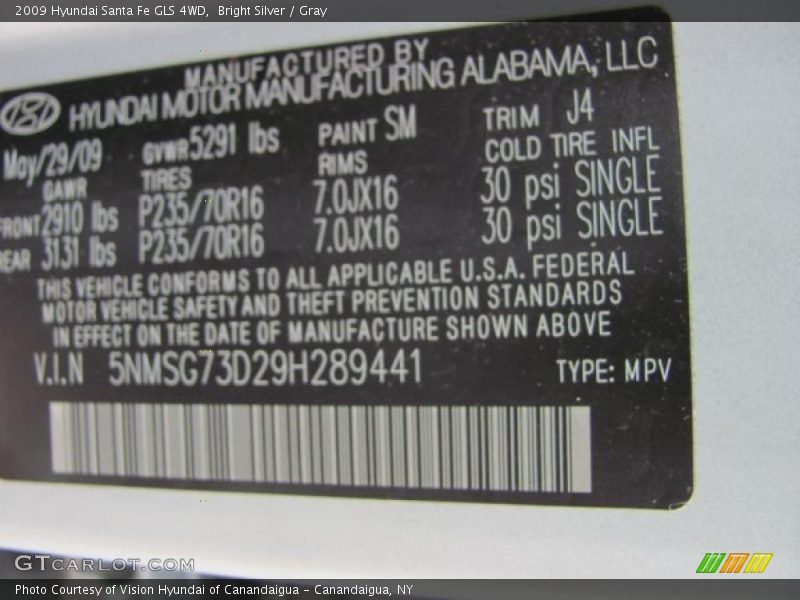 2009 Hyundai Santa Fe GLS 4WD,  Bright Silver / Gray
MANUFACTURED BY
HYUNDAI MOTOR MANUFACTURING ALABAMA, LLC
May/29/09 GVWR 5291 lbs PAINT SM TRIM J4
GAWR TIRES RIMS COLD TIRE INFL
FRONT 2910 lbs P235/70R16 7.0JX16 30 psi SINGLE
REAR 3131 lbs P235/70R16 7.0JX16 30 psi SINGLE
THIS VEHICLE CONFORMS TO ALL APPLICABLE U.S.A. FEDERAL
MOTOR VEHICLE SAFETY AND THEFT PREVENTION STANDARDS
IN EFFECT ON THE DATE OF MANUFACTURE SHOWN ABOVE
V.I.N 5NMSG73D29H289441 TYPE: MPV
GTCARLOT.COM
Photo Courtesy of Vision Hyundai of Canandaigua - Canandaigua, NY